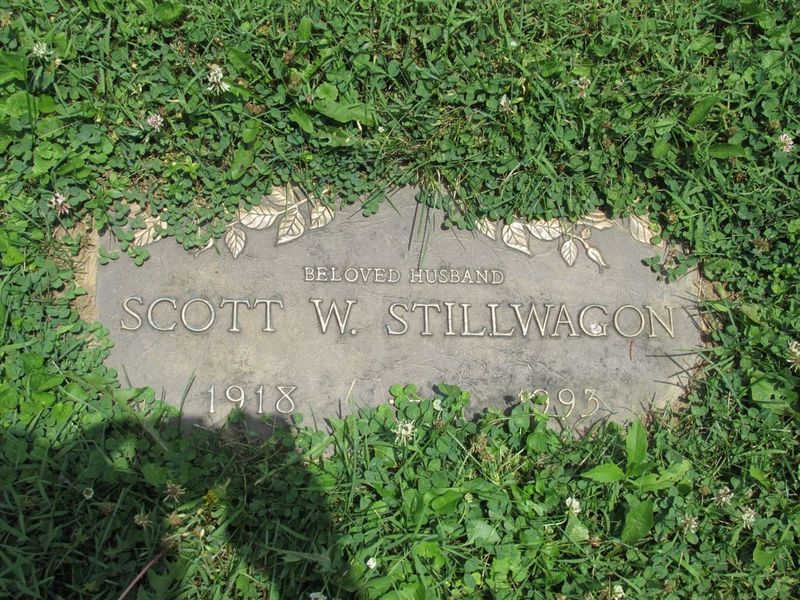 BELOVED HUSBAND
SCOTT W. STILLWAGON
1918 1993